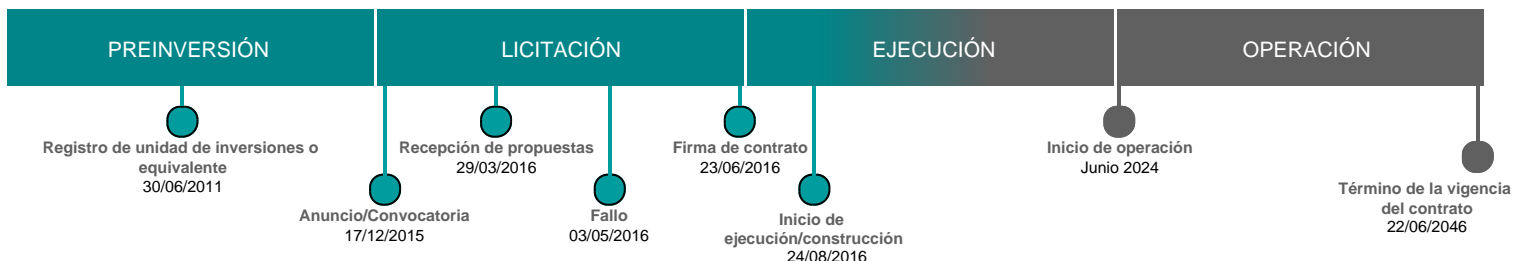 PREINVERSIÓN
LICITACIÓN
EJECUCIÓN
OPERACIÓN
Registro de unidad de inversiones o
equivalente
30/06/2011
Anuncio/Convocatoria
17/12/2015
Recepción de propuestas
29/03/2016
Fallo
03/05/2016
Firma de contrato
23/06/2016
Inicio de
ejecución/construcción
24/08/2016
Inicio de operación
Junio 2024
Término de la vigencia
del contrato
22/06/2046